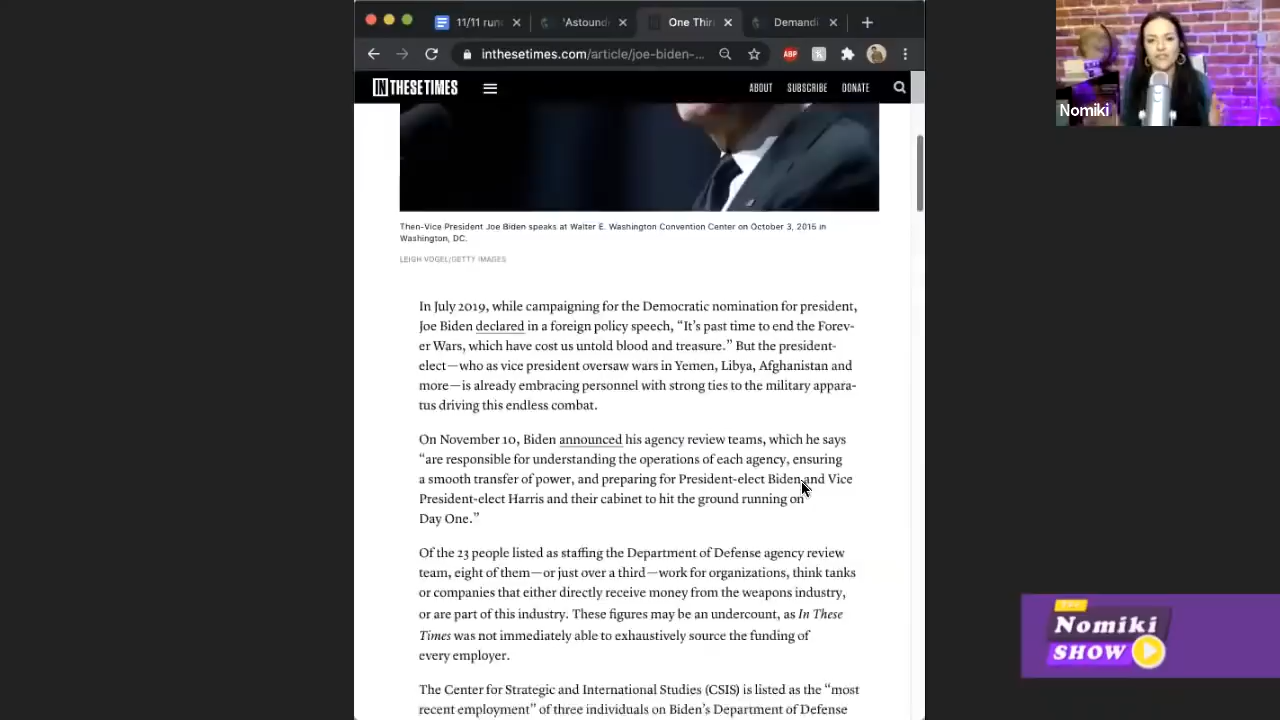 11/11 run
'Astound
One Thir
Demandi
inthesetimes.com/article/joe-biden-...
ABP
IN THESE TIMES
ABOUT
SUBSCRIBE
DONATE
Nomiki
Then-Vice President Joe Biden speaks at Walter E. Washington Convention Center on October 3, 2015 in
Washington, DC.
LEIGH VOGEL/GETTY IMAGES
In July 2019, while campaigning for the Democratic nomination for president,
Joe Biden declared in a foreign policy speech, “It’s past time to end the Forev-
er Wars, which have cost us untold blood and treasure.” But the president-
elect—who as vice president oversaw wars in Yemen, Libya, Afghanistan and
more—is already embracing personnel with strong ties to the military appara-
tus driving this endless combat.
On November 10, Biden announced his agency review teams, which he says
“are responsible for understanding the operations of each agency, ensuring
a smooth transfer of power, and preparing for President-elect Biden and Vice
President-elect Harris and their cabinet to hit the ground running on
Day One.”
Of the 23 people listed as staffing the Department of Defense agency review
team, eight of them—or just over a third—work for organizations, think tanks
or companies that either directly receive money from the weapons industry,
or are part of this industry. These figures may be an undercount, as In These
Times was not immediately able to exhaustively source the funding of
every employer.
The Center for Strategic and International Studies (CSIS) is listed as the “most
recent employment” of three individuals on Biden’s Department of Defense
THE
Nomiki
SHOW